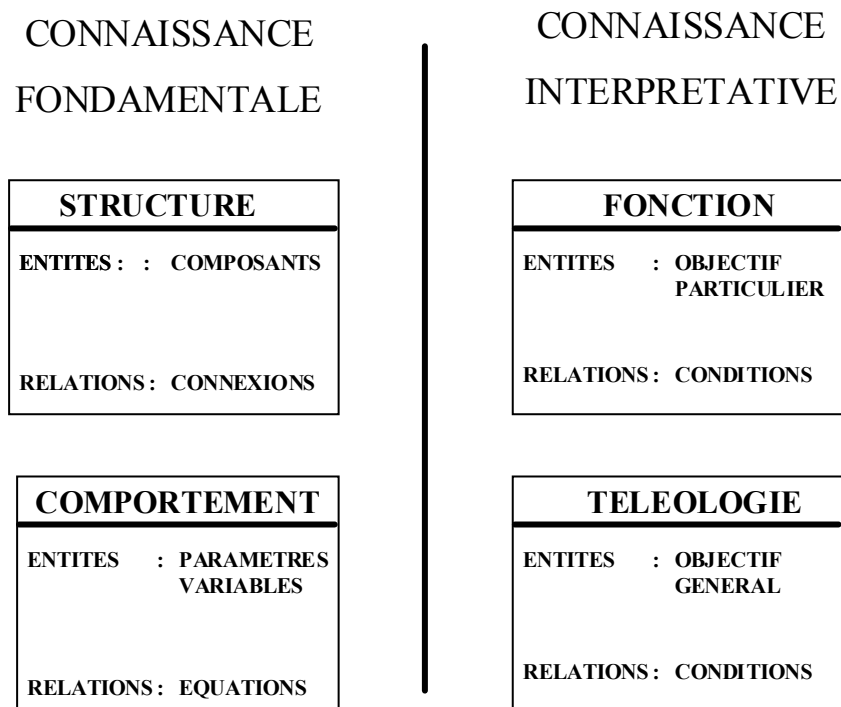 CONNAISSANCE
FONDAMENTALE
STRUCTURE
ENTITES : : COMPOSANTS
RELATIONS : CONNEXIONS
COMPORTEMENT
ENTITES : PARAMETRES
VARIABLES
RELATIONS : EQUATIONS
CONNAISSANCE
INTERPRETATIVE
FONCTION
ENTITES : OBJECTIF
PARTICULIER
RELATIONS : CONDITIONS
TELEOLOGIE
ENTITES : OBJECTIF
GENERAL
RELATIONS : CONDITIONS